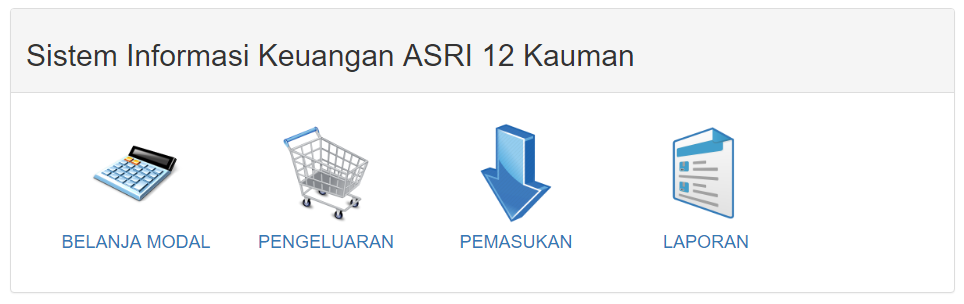 Sistem Informasi Keuangan ASRI 12 Kauman
BELANJA MODAL
PENGELUARAN
PEMASUKAN
LAPORAN